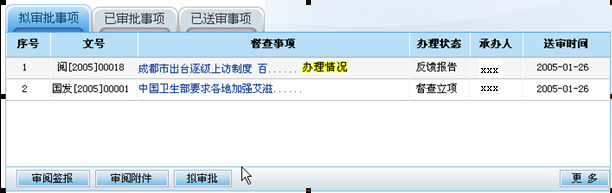 拟审批事项 已审批事项 已送审事项
序号 文号 督查事项 办理状态 承办人 送审时间
1 阅[2005]00018 成都市出台逐级上访制度 百...... 办理情况 反馈报告 xxx 2005-01-26
2 国发[2005]00001 中国卫生部要求各地加强艾滋...... 督查立项 xxx 2005-01-26
审阅签报 审阅附件 拟审批 更多